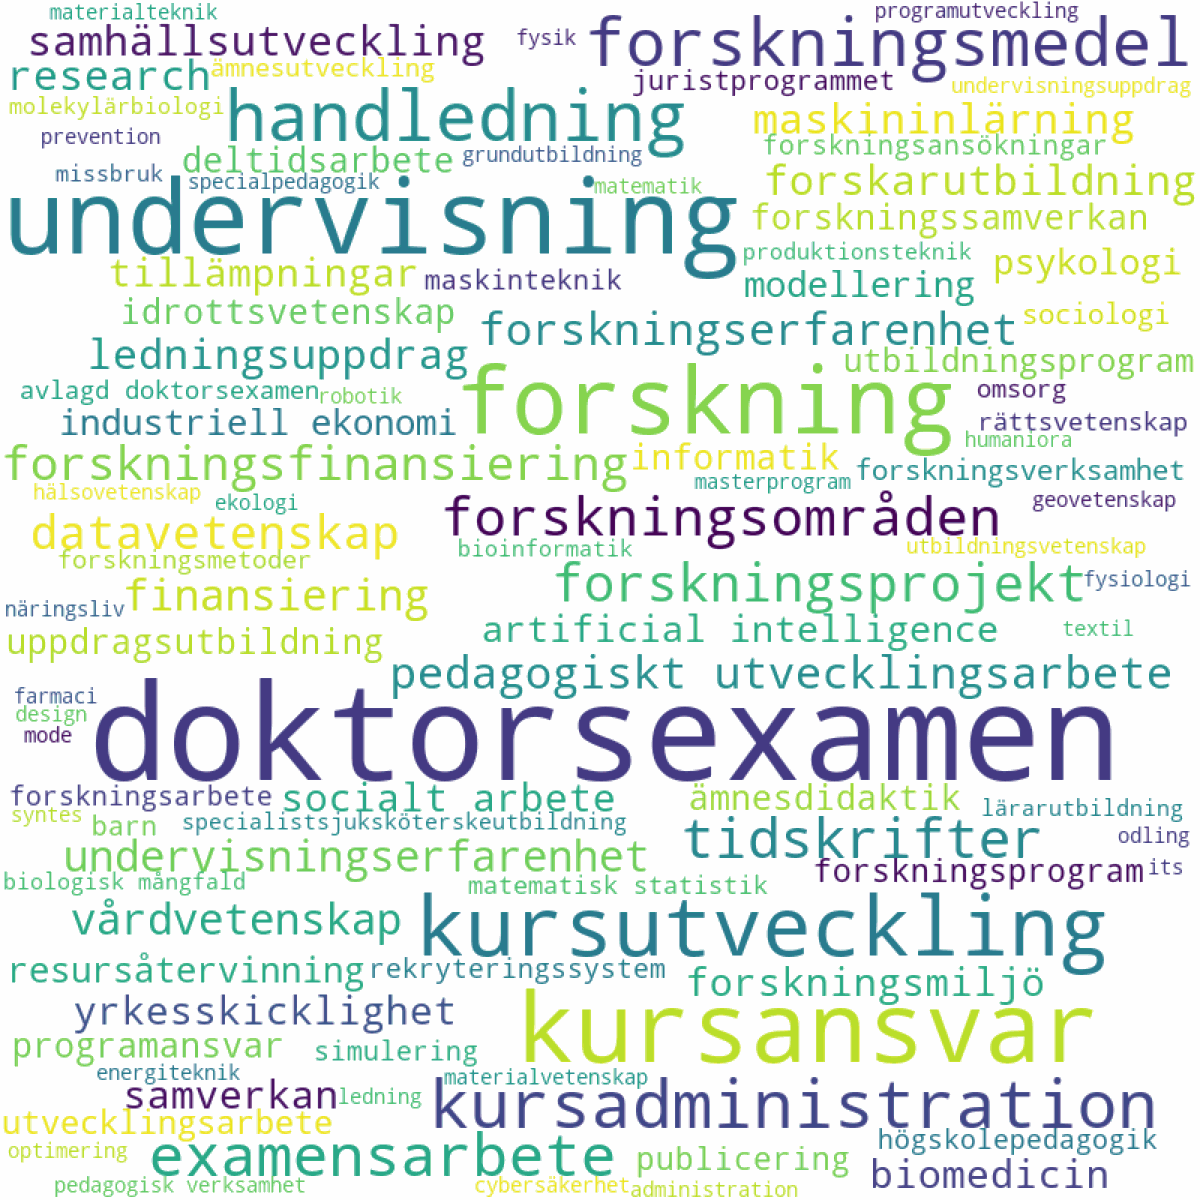 materialteknik
programutveckling
samhällsutveckling
fysik
forskningsmedel
research
ämnesutveckling
juristprogrammet
undervisningsuppdrag
molekylärbiologi
handledning
maskininlärning
prevention
deltidsarbete
grundutbildning
forskningsansökningar
missbruk
specialpedagogik
matematik
forskarutbildning
undervisning
forskningssamverkan
produktionsteknik
psykologi
tillämpningar
maskinteknik
modellering
idrottsvetenskap
forskningserfarenhet
sociologi
ledningsuppdrag
forskning
utbildningsprogram
avlagd doktorsexamen
robotik
omsorg
industriell ekonomi
rättsvetenskap
humaniora
forskningsfinansiering
informatik
forskningsverksamhet
hälsovetenskap
masterprogram
ekologi
geovetenskap
datavetenskap
forskningsområden
forskningsmetoder
bioinformatik
utbildningsvetenskap
finansiering
forskningsprojekt
fysiologi
näringsliv
uppdragsutbildning
artificial intelligence
textil
pedagogiskt utvecklingsarbete
farmaci
design
mode
doktorsexamen
forskningsarbete
socialt arbete
ämnesdidaktik
lärarutbildning
syntes
barn
specialistsjuksköterskeutbildning
tidskrifter
odling
undervisningserfarenhet
forskningsprogram
its
biologisk mångfald
matematisk statistik
vårdvetenskap
kursutveckling
resursåtervinning
rekryteringssystem
forskningsmiljö
yrkesskicklighet
kursansvar
programansvar
simulering
energiteknik
materialvetenskap
samverkan
ledning
kursadministration
utvecklingsarbete
optimering
examensarbete
publicering
högskolepedagogik
biomedicin
pedagogisk verksamhet
cybersäkerhet
administration